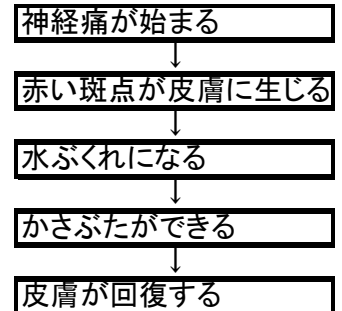 神経痛が始まる
↓
赤い斑点が皮膚に生じる
↓
水ぶくれになる
↓
かさぶたができる
↓
皮膚が回復する